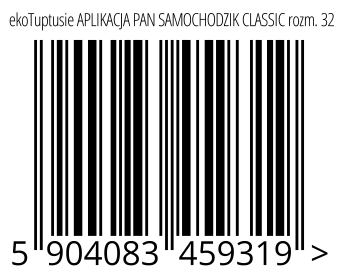 ekoTuptusie APLIKACJA PAN SAMOCHODZIK CLASSIC rozm. 32
5 904083 459319 >